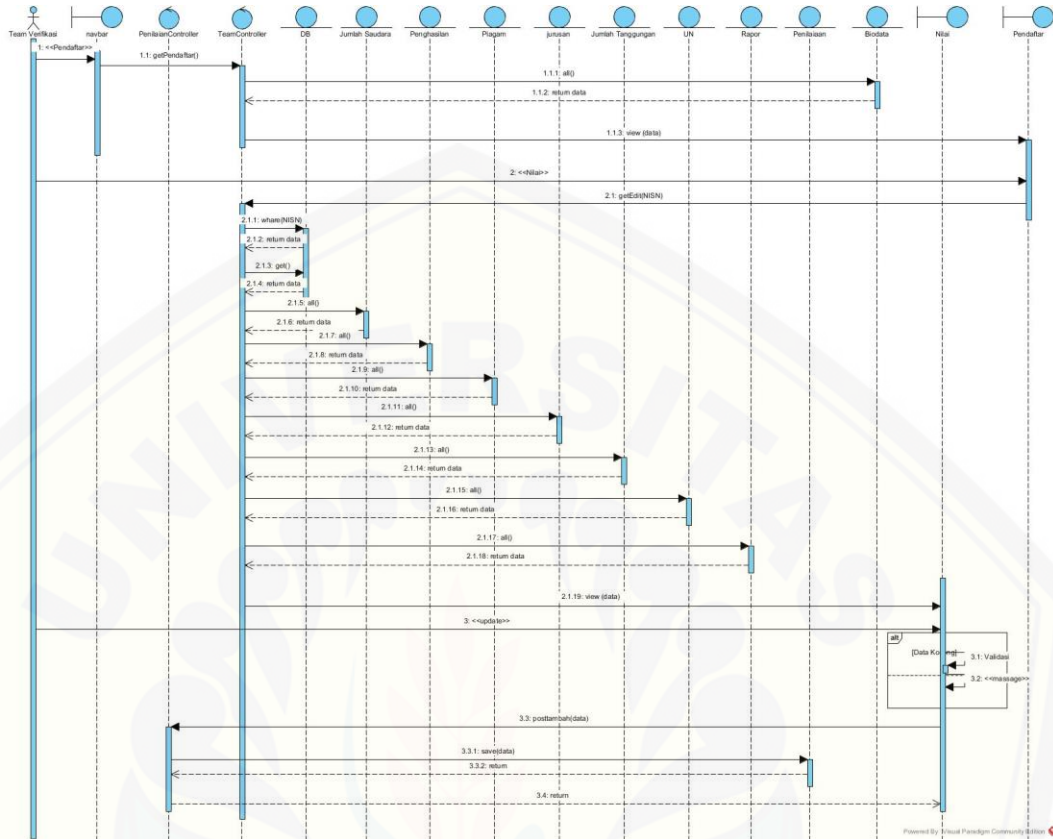 Team Verifikasi
navbar
PenilaianController
TeamController
DB
Jumlah Saudara
Penghasilan
Piagam
jurusan
Jumlah Tanggungan
UN
Rapor
Penilaian
Biodata
Nilai
Pendaftar
1: <<Pendaftar>>
1.1: getPendaftar()
1.1.1: all()
1.1.2: return data
1.1.3: view (data)
2: <<Nilai>>
2.1: getEdit(NISN)
2.1.1: whare(NISN)
2.1.2: return data
2.1.3: get()
2.1.4: return data
2.1.5: all()
2.1.6: return data
2.1.7: all()
2.1.8: return data
2.1.9: all()
2.1.10: return data
2.1.11: all()
2.1.12: return data
2.1.13: all()
2.1.14: return data
2.1.15: all()
2.1.16: return data
2.1.17: all()
2.1.18: return data
2.1.19: view (data)
3: <<update>>
alt
[Data Kosong]
3.1: Validasi
3.2: <<massage>>
3.3: posttambah(data)
3.3.1: save(data)
3.3.2: return
3.4: return
UNIVERSITAS
Powered By Visual Paradigm Community Edition